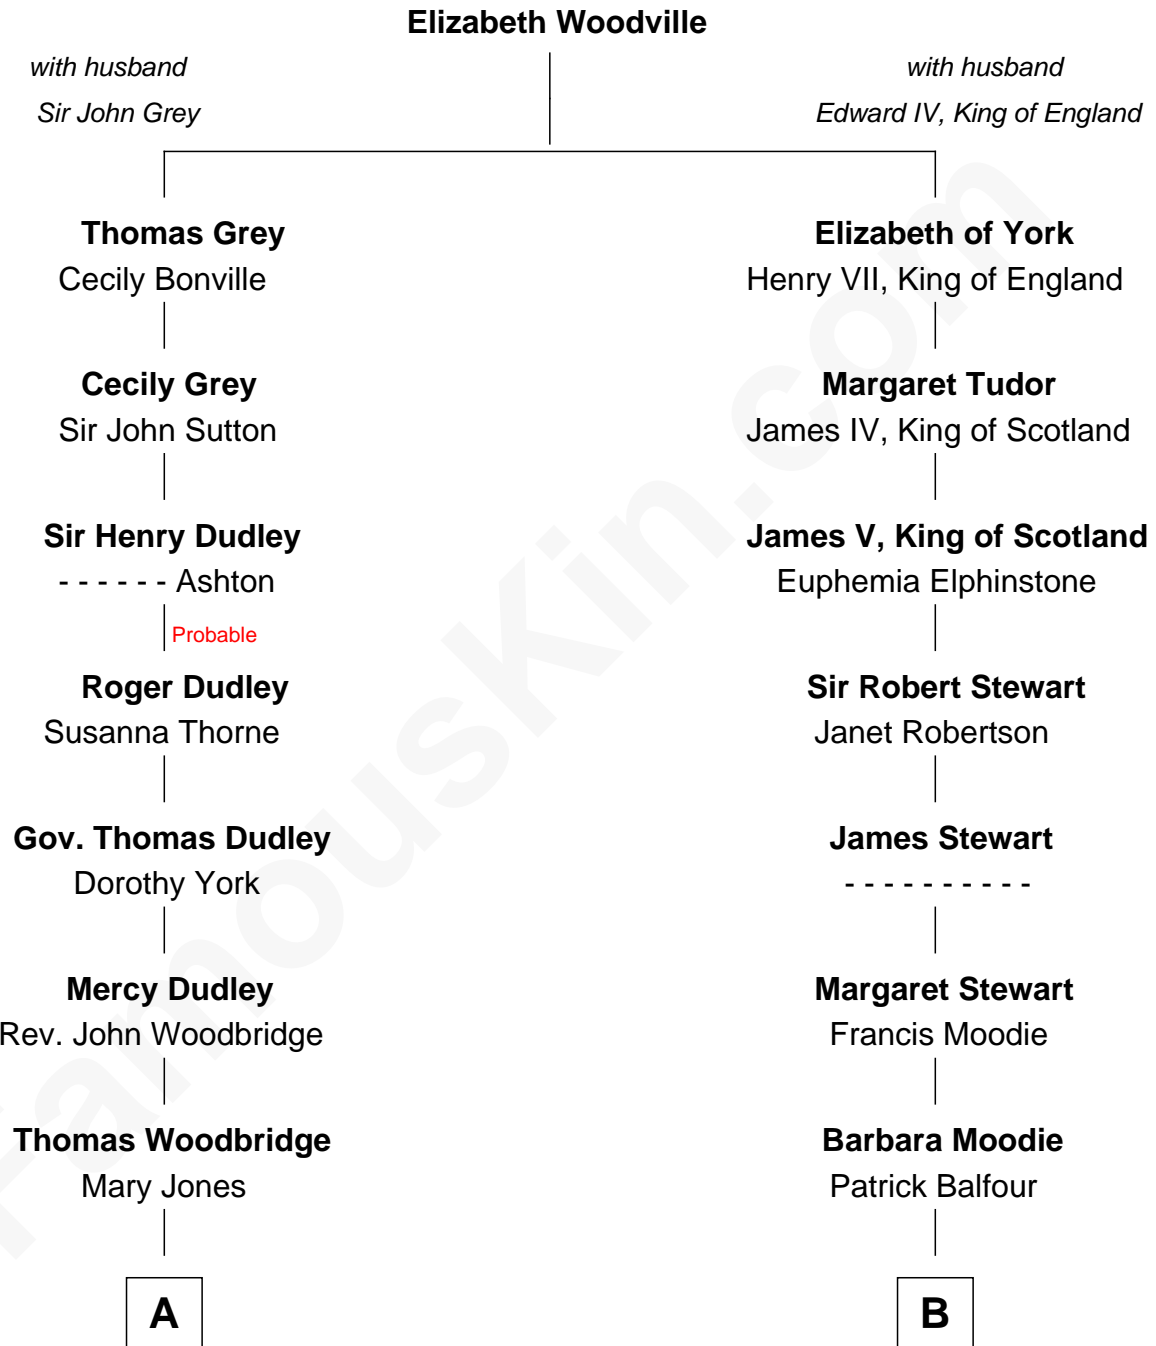 Elizabeth Woodville
with husband
Sir John Grey
with husband
Edward IV, King of England
Thomas Grey
Cecily Bonville
Elizabeth of York
Henry VII, King of England
Cecily Grey
Sir John Sutton
Margaret Tudor
James IV, King of Scotland
Sir Henry Dudley
- - - - - - Ashton
James V, King of Scotland
Euphemia Elphinstone
Probable
Roger Dudley
Susanna Thorne
Sir Robert Stewart
Janet Robertson
Gov. Thomas Dudley
Dorothy York
James Stewart
- - - - - - - - - -
Mercy Dudley
Rev. John Woodbridge
Margaret Stewart
Francis Moodie
Thomas Woodbridge
Mary Jones
Barbara Moodie
Patrick Balfour
A
B
FamousKin.com